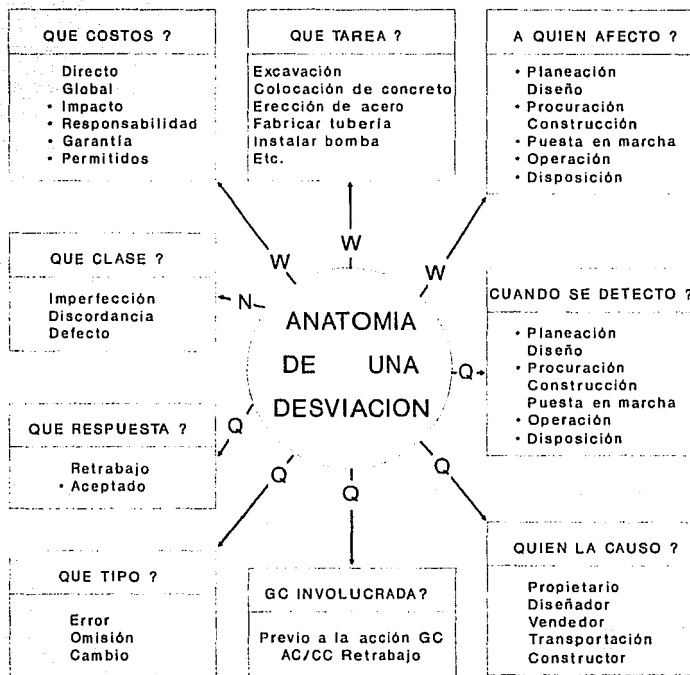 QUE COSTOS ?
Directo
Global
• Impacto
• Responsabilidad
• Garantía
• Permitidos
QUE TAREA ?
Excavación
Colocación de concreto
Erección de acero
Fabricar tubería
Instalar bomba
Etc.
A QUIEN AFECTO ?
• Planeación
Diseño
• Procuración
Construcción
• Puesta en marcha
• Operación
• Disposición
W
W
W
QUE CLASE ?
Imperfección
Discordancia
Defecto
N
ANATOMIA
DE UNA
DESVIACION
Q
CUANDO SE DETECTO ?
• Planeación
Diseño
• Procuración
Construcción
Puesta en marcha
• Operación
• Disposición
QUE RESPUESTA ?
Retrabajo
• Aceptado
Q
Q
Q
Q
QUE TIPO ?
Error
Omisión
Cambio
GC INVOLUCRADA ?
Previo a la acción GC
AC/CC Retrabajo
QUIEN LA CAUSO ?
Propietario
Diseñador
Vendedor
Transportación
Constructor